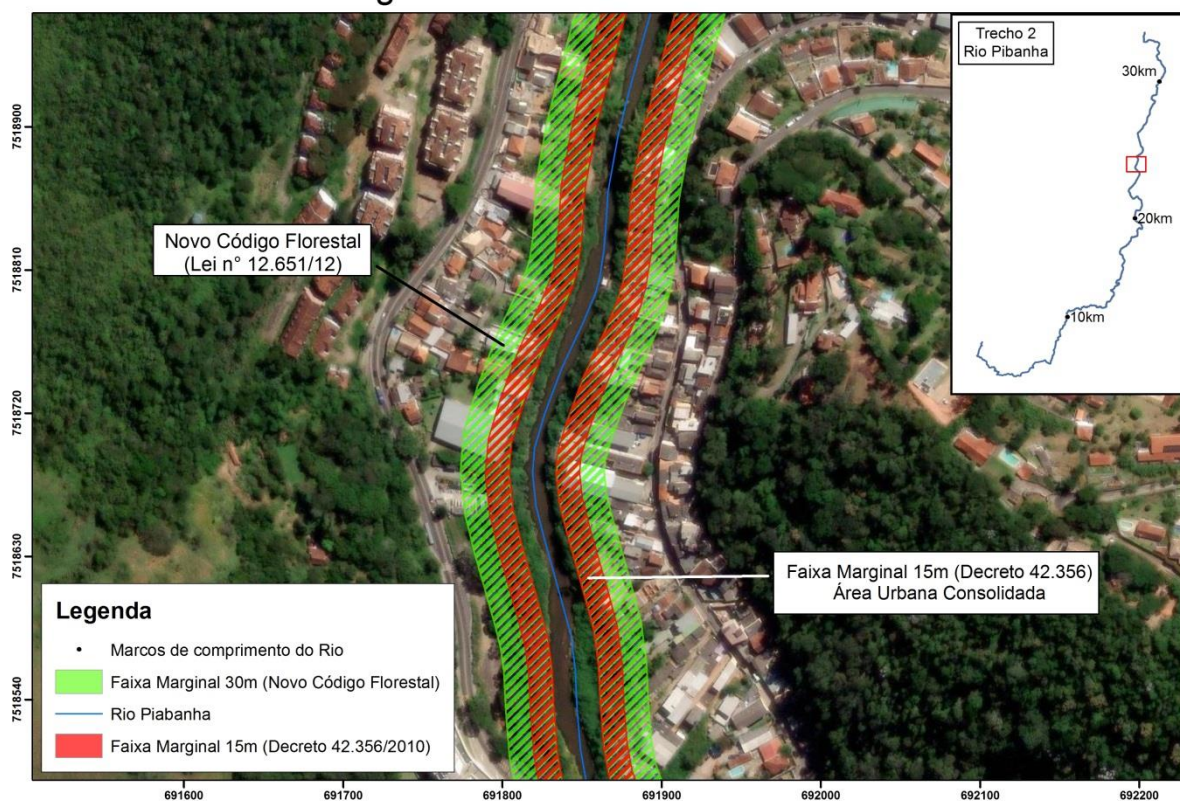 Trecho 2
Rio Pibanha
30km
20km
10km
Novo Código Florestal
(Lei n° 12.651/12)
Faixa Marginal 15m (Decreto 42.356)
Área Urbana Consolidada
Legenda
Marcos de comprimento do Rio
Faixa Marginal 30m (Novo Código Florestal)
Rio Piabanha
Faixa Marginal 15m (Decreto 42.356/2010)
7518900
7518810
7518720
7518630
7518540
691600
691700
691800
691900
692000
692100
692200